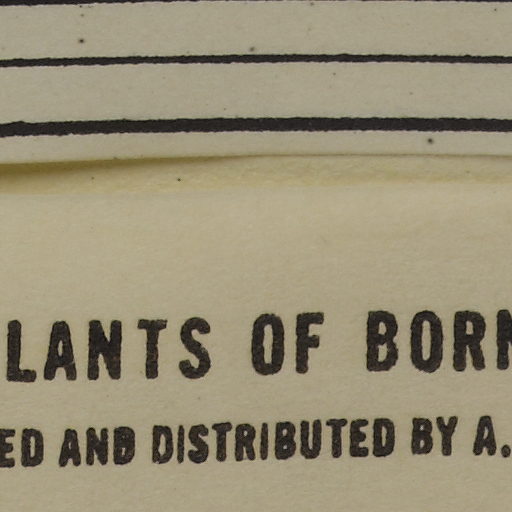 LANTS OF BORN
ED AND DISTRIBUTED BY A.